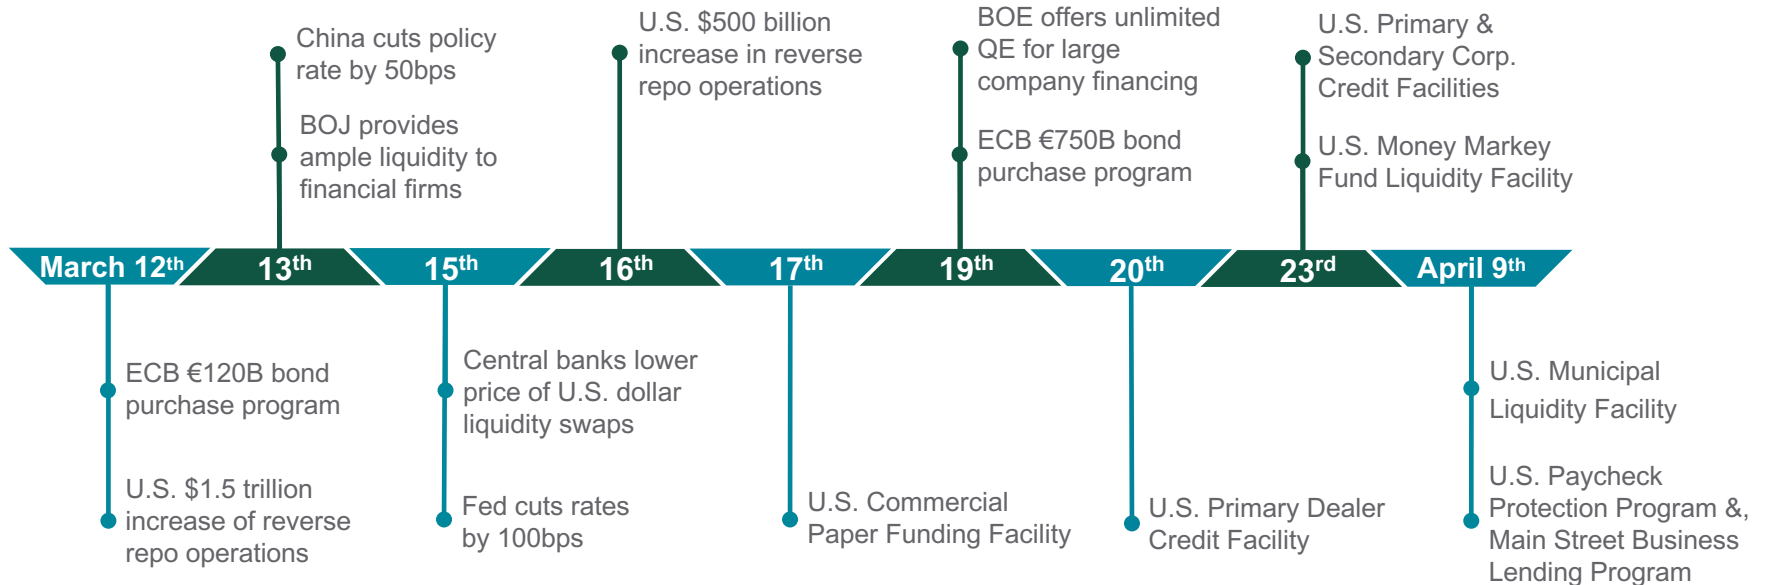 China cuts policy
rate by 50bps
BOJ provides
ample liquidity to
financial firms
U.S. $500 billion
increase in reverse
repo operations
BOE offers unlimited
QE for large
company financing
ECB €750B bond
purchase program
U.S. Primary &
Secondary Corp.
Credit Facilities
U.S. Money Markey
Fund Liquidity Facility
March 12th
13th
15th
16th
17th
19th
20th
23rd
April 9th
ECB €120B bond
purchase program
U.S. $1.5 trillion
increase of reverse
repo operations
Central banks lower
price of U.S. dollar
liquidity swaps
Fed cuts rates
by 100bps
U.S. Commercial
Paper Funding Facility
U.S. Primary Dealer
Credit Facility
U.S. Municipal
Liquidity Facility
U.S. Paycheck
Protection Program &,
Main Street Business
Lending Program